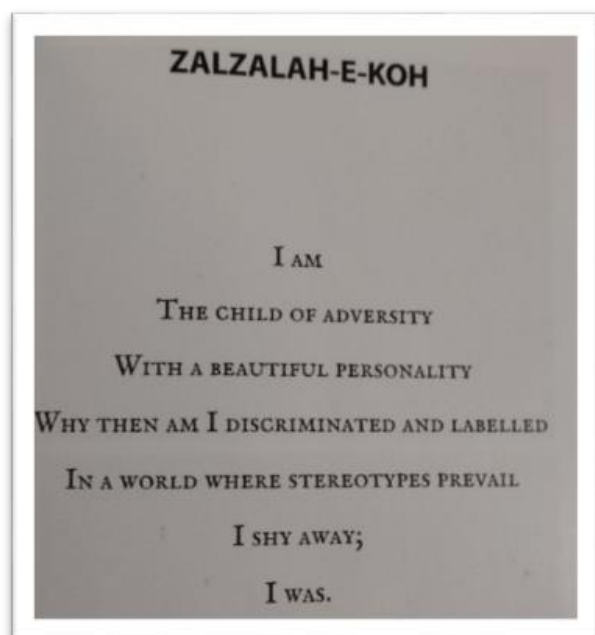 ZALZALAH-E-KOH
I AM
THE CHILD OF ADVERSITY
WITH A BEAUTIFUL PERSONALITY
WHY THEN AM I DISCRIMINATED AND LABELLED
IN A WORLD WHERE STEREOTYPES PREVAIL
I SHY AWAY;
I WAS.